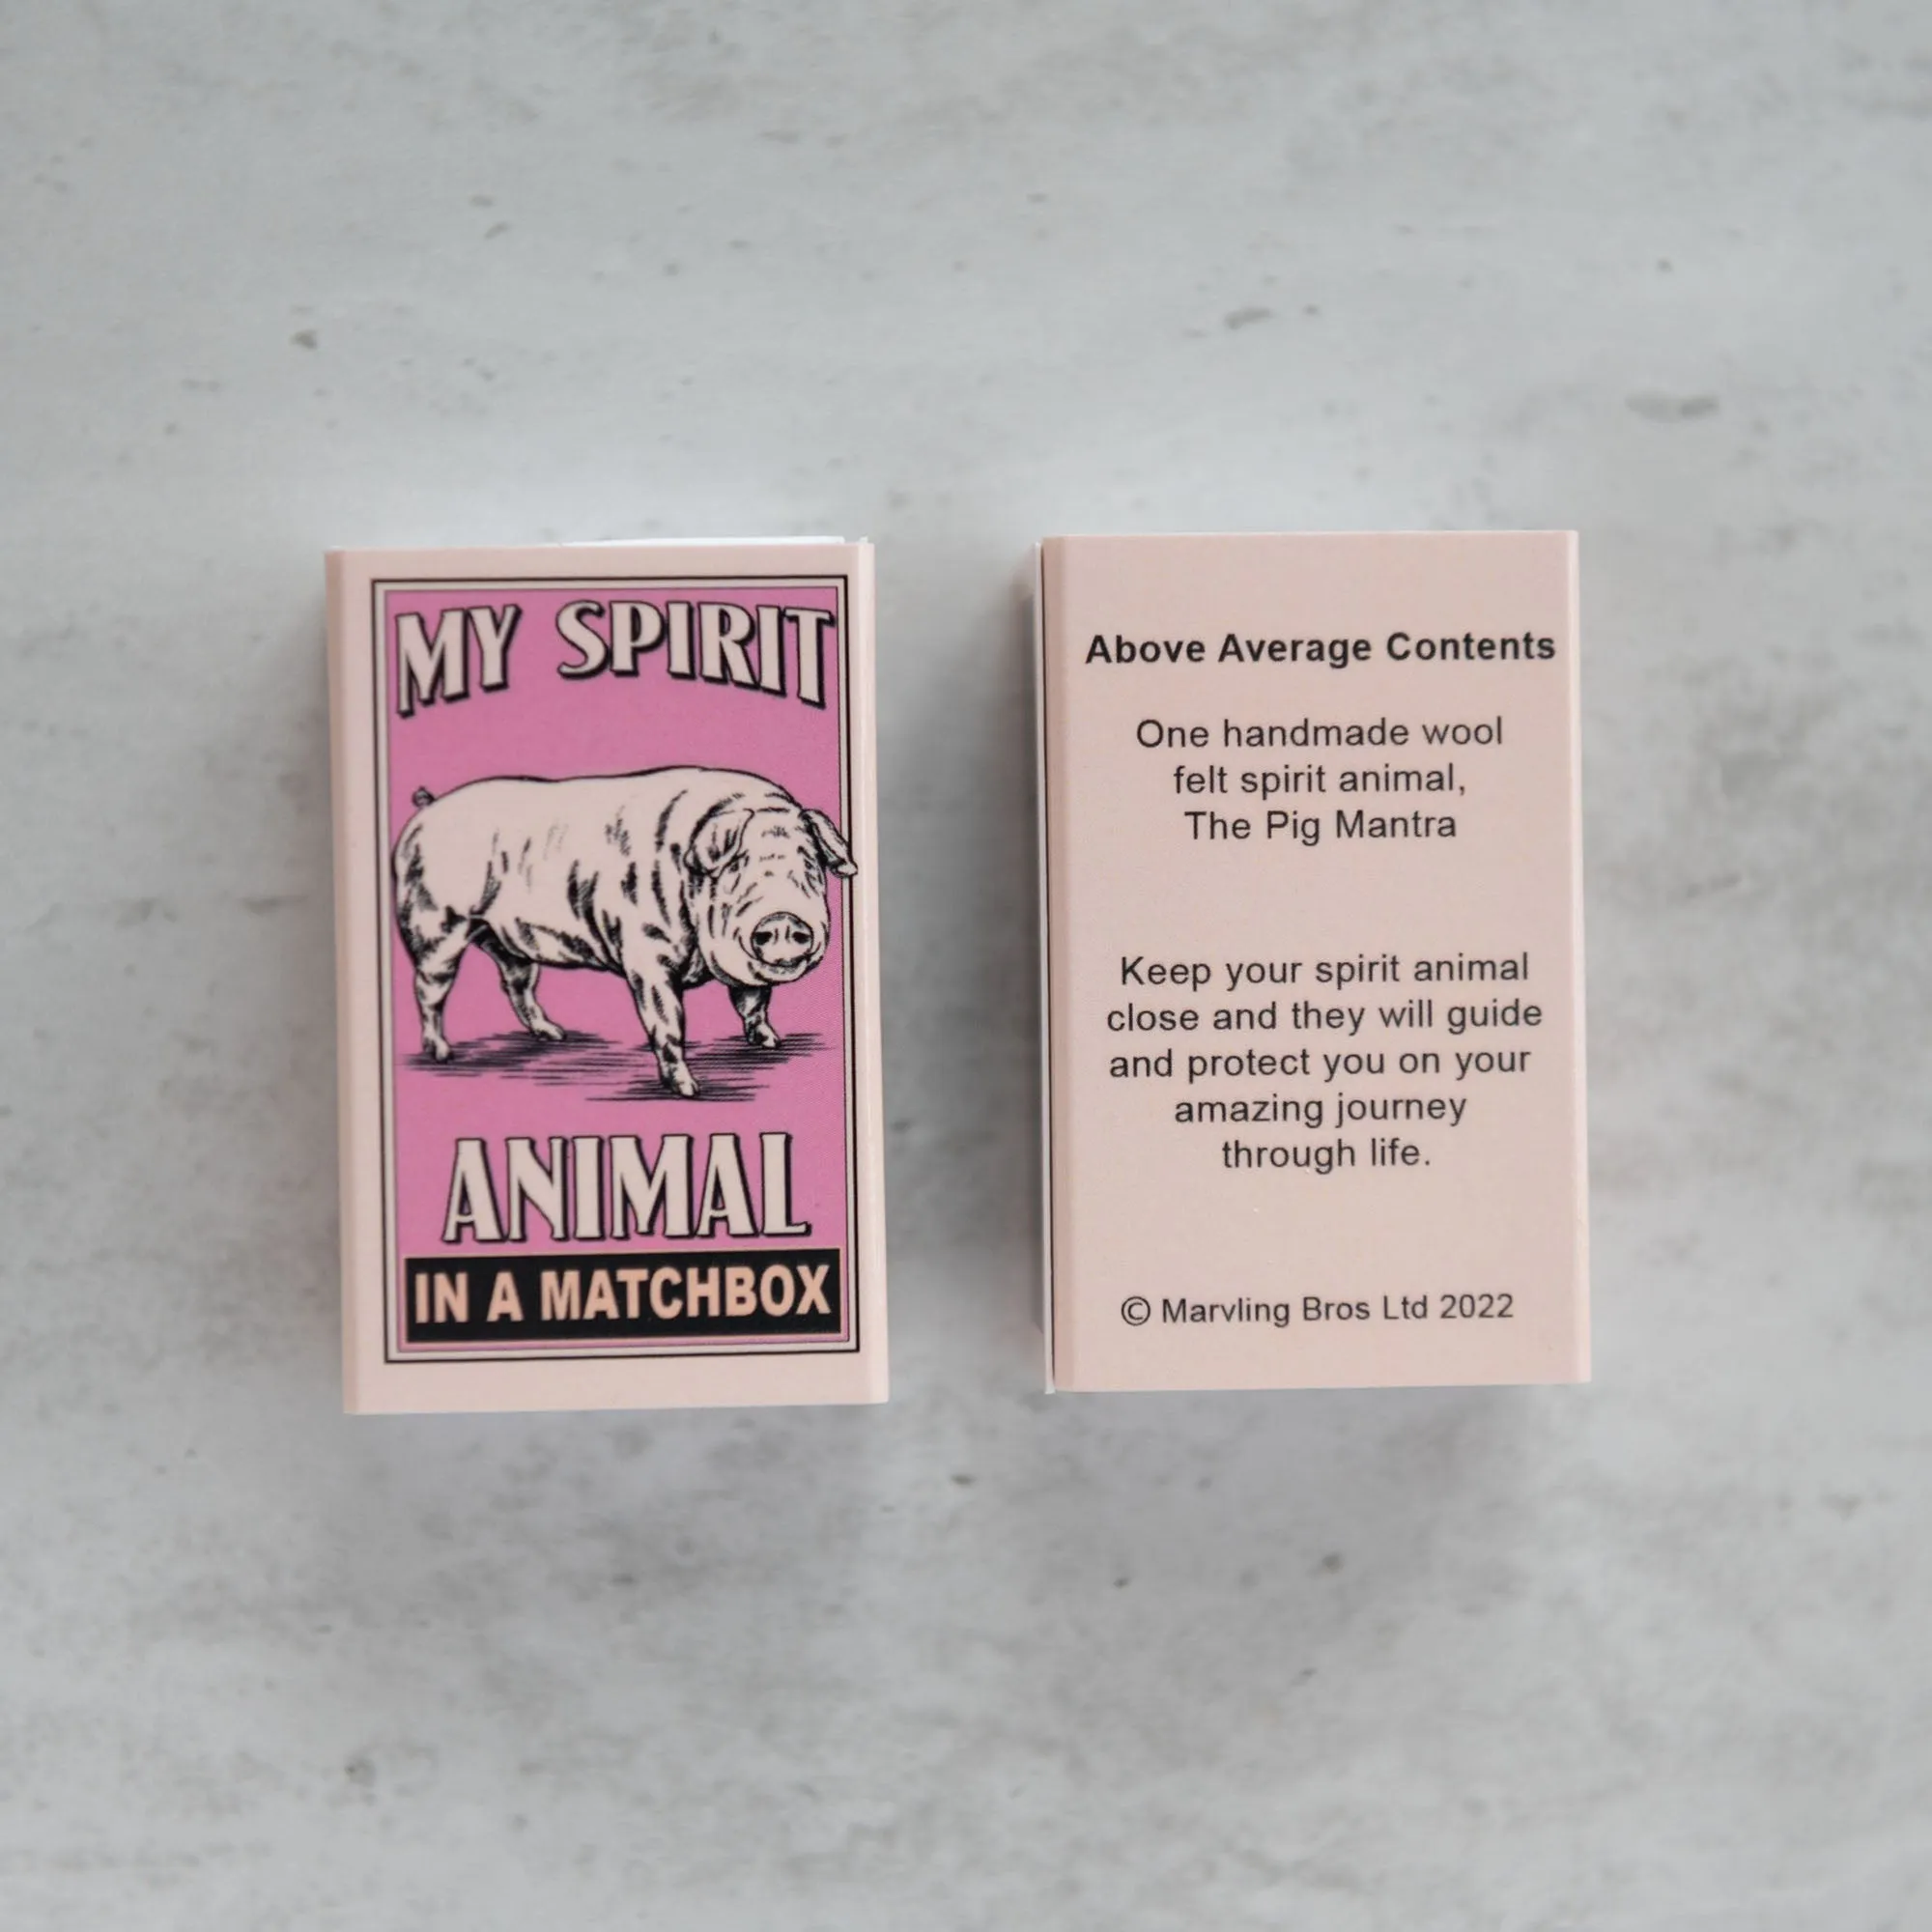 MY SPIRIT
ANIMAL
IN A MATCHBOX
Above Average Contents
One handmade wool
felt spirit animal,
The Pig Mantra
Keep your spirit animal
close and they will guide
and protect you on your
amazing journey
through life.
© Marvling Bros Ltd 2022